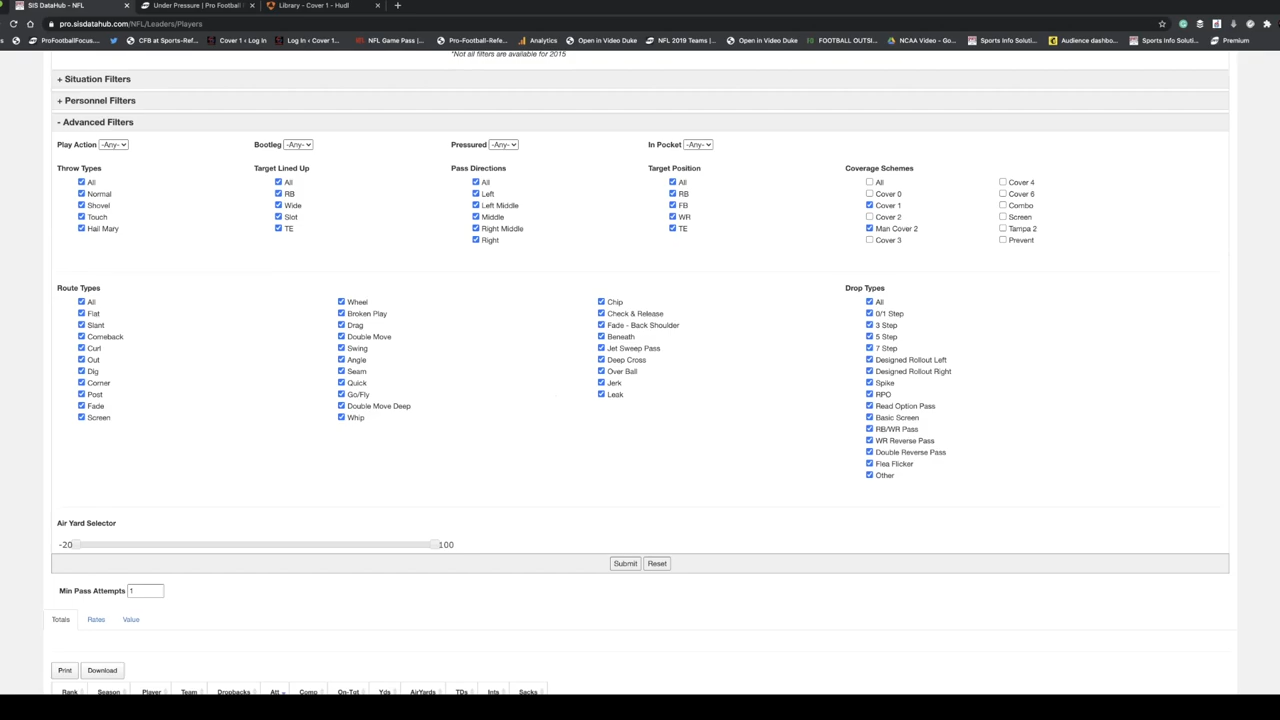 SIS DataHub - NFL
Under Pressure | Pro Football F
Library - Cover 1 - Hudl
pro.sisdatahub.com/NFL/Leaders/Players
ProFootballFocus....
CFB at Sports-Ref...
Cover 1 ‹ Log In
Log In ‹ Cover 1...
NFL Game Pass |...
Pro-Football-Refe...
Analytics
Open in Video Duke
NFL 2019 Teams |...
Open in Video Duke
FOOTBALL OUTSI...
NCAA Video - Go...
Sports Info Soluti...
Audience dashbo...
Sports Info Soluti...
Premium
*Not all filters are available for 2015
+ Situation Filters
+ Personnel Filters
- Advanced Filters
Play Action -Any- Bootleg -Any- Pressured -Any- In Pocket -Any-
Throw Types
All
Normal
Shovel
Touch
Hail Mary
Target Lined Up
All
RB
Wide
Slot
TE
Pass Directions
All
Left
Left Middle
Middle
Right Middle
Right
Target Position
All
RB
FB
WR
TE
Coverage Schemes
All
Cover 0
Cover 1
Cover 2
Man Cover 2
Cover 3
Cover 4
Cover 6
Combo
Screen
Tampa 2
Prevent
Route Types
All
Flat
Slant
Comeback
Curl
Out
Dig
Corner
Post
Fade
Screen
Wheel
Broken Play
Drag
Double Move
Swing
Angle
Seam
Quick
Go/Fly
Double Move Deep
Whip
Chip
Check & Release
Fade - Back Shoulder
Beneath
Jet Sweep Pass
Deep Cross
Over Ball
Jerk
Leak
Drop Types
All
0/1 Step
3 Step
5 Step
7 Step
Designed Rollout Left
Designed Rollout Right
Spike
RPO
Read Option Pass
Basic Screen
RB/WR Pass
WR Reverse Pass
Double Reverse Pass
Flea Flicker
Other
Air Yard Selector
-20 100
Submit Reset
Min Pass Attempts 1
Totals Rates Value
Print Download
Rank Season Player Team Dropbacks Att Comp On-Tgt Yds AirYards TDs Ints Sacks